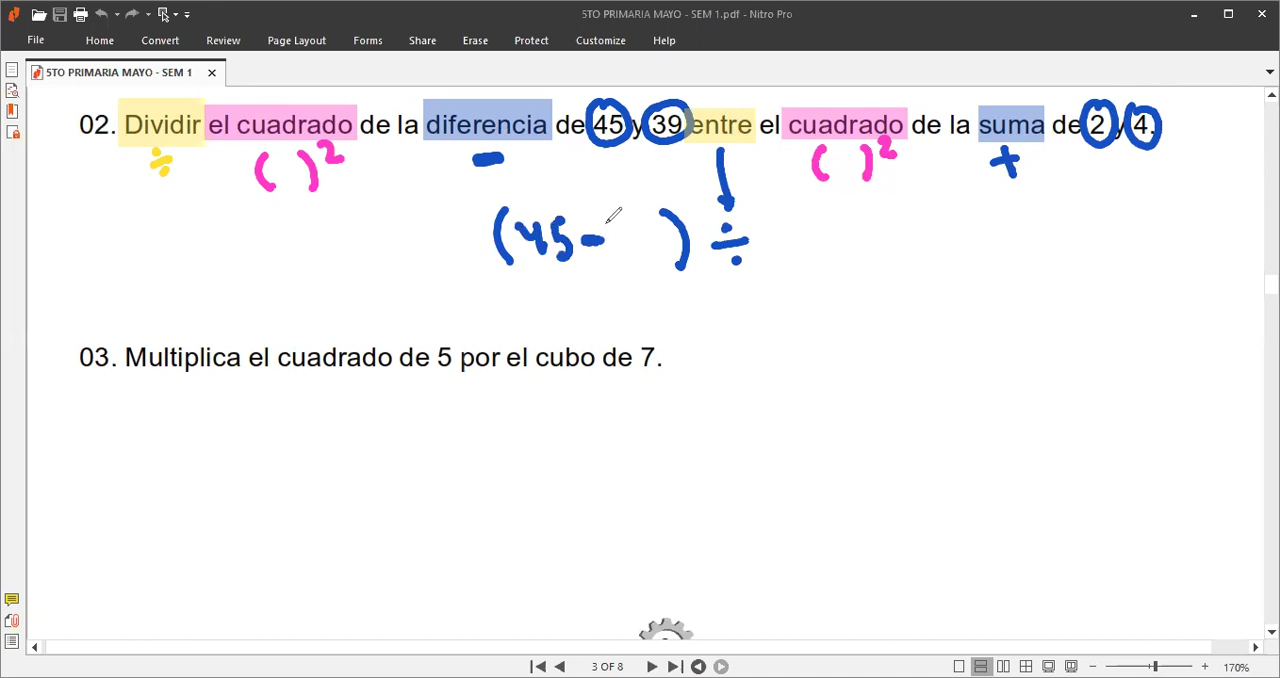 5TO PRIMARIA MAYO - SEM 1.pdf - Nitro Pro
File Home Convert Review Page Layout Forms Share Erase Protect Customize Help
5TO PRIMARIA MAYO - SEM 1 ×
02. Dividir el cuadrado de la diferencia de 45 y 39 entre el cuadrado de la suma de 2 y 4.
÷ ( )² − ( )² +
(45 − ) ÷
03. Multiplica el cuadrado de 5 por el cubo de 7.
3 OF 8
170%